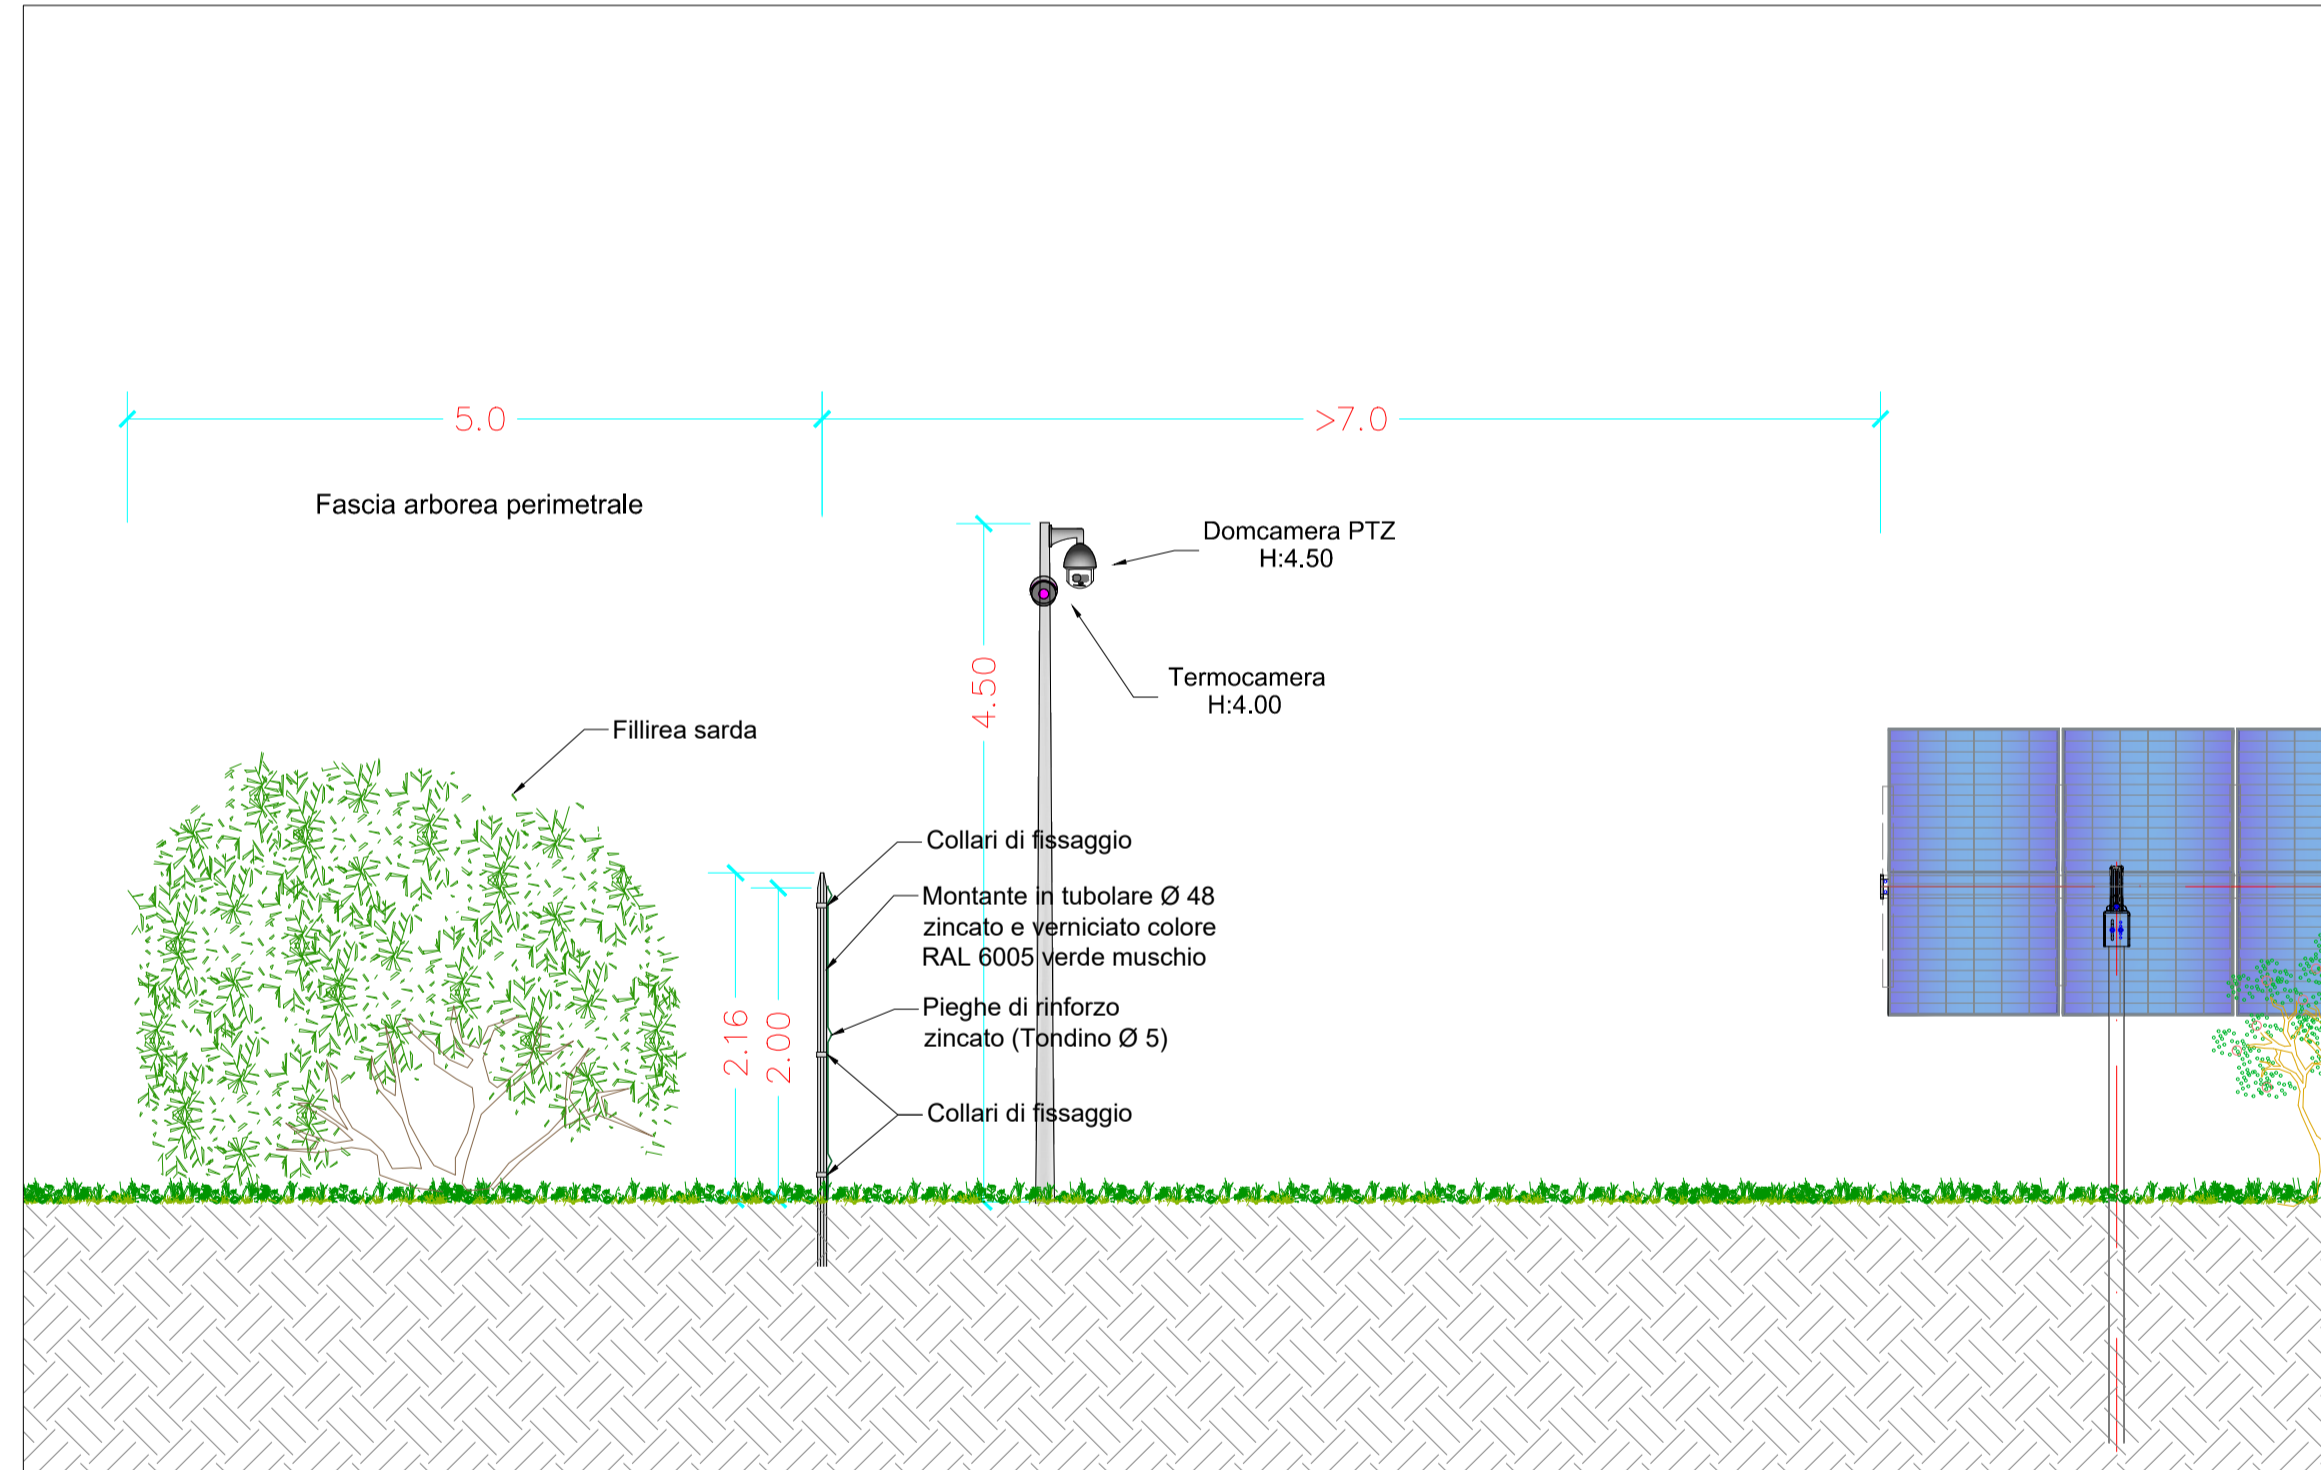 5.0
>7.0
Fascia arborea perimetrale
Domcamera PTZ
H:4.50
4.50
Termocamera
H:4.00
Fillirea sarda
Collari di fissaggio
Montante in tubolare Ø 48
zincato e verniciato colore
RAL 6005 verde muschio
2.16
2.00
Pieghe di rinforzo
zincato (Tondino Ø 5)
Collari di fissaggio